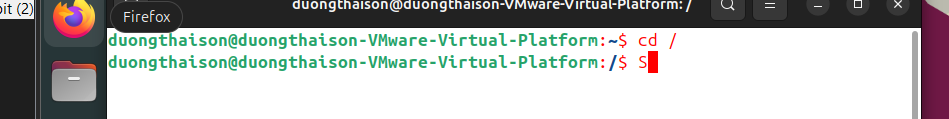 bit (2)
duongthaison@duongthaison-VMware-Virtual-Platform: /
Firefox
duongthaison@duongthaison-VMware-Virtual-Platform:~$ cd /
duongthaison@duongthaison-VMware-Virtual-Platform:/$ S